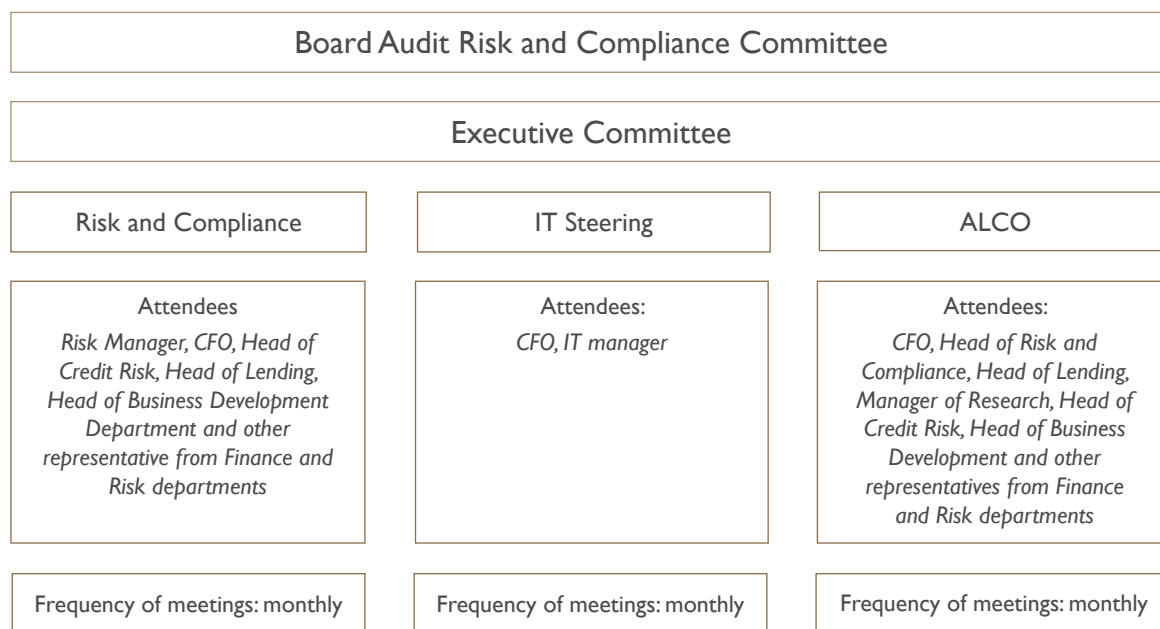 Board Audit Risk and Compliance Committee
Executive Committee
Risk and Compliance
IT Steering
ALCO
Attendees
Risk Manager, CFO, Head of
Credit Risk, Head of Lending,
Head of Business Development
Department and other
representative from Finance and
Risk departments
Attendees:
CFO, IT manager
Attendees:
CFO, Head of Risk and
Compliance, Head of Lending,
Manager of Research, Head of
Credit Risk, Head of Business
Development and other
representatives from Finance
and Risk departments
Frequency of meetings: monthly
Frequency of meetings: monthly
Frequency of meetings: monthly